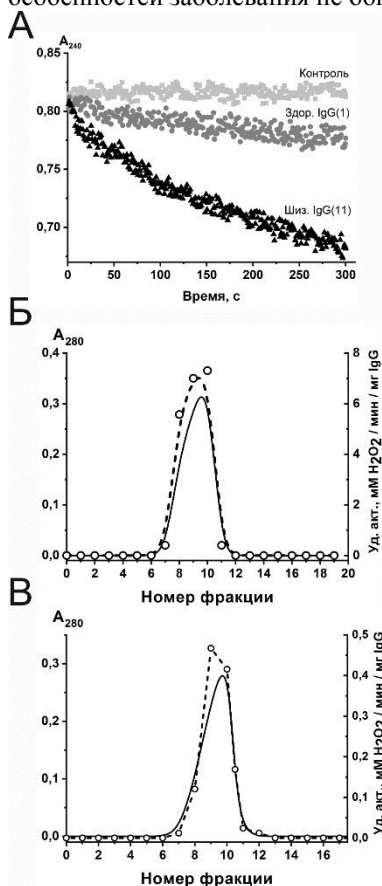 особенностей заболевания не
А
A240
0,85
0,80
0,75
0,70
Контроль
Здор. IgG(1)
Шиз. IgG(11)
0 50 100 150 200 250 300
Время, с
Б
A280
0,4
0,3
0,2
0,1
0,0
8
6
4
2
0
Уд. акт., мМ H2O2 / мин / мг IgG
0 2 4 6 8 10 12 14 16 18 20
Номер фракции
В
A280
0,3
0,2
0,1
0,0
0,5
0,4
0,3
0,2
0,1
0,0
Уд. акт., мМ H2O2 / мин / мг IgG
0 2 4 6 8 10 12 14 16
Номер фракции